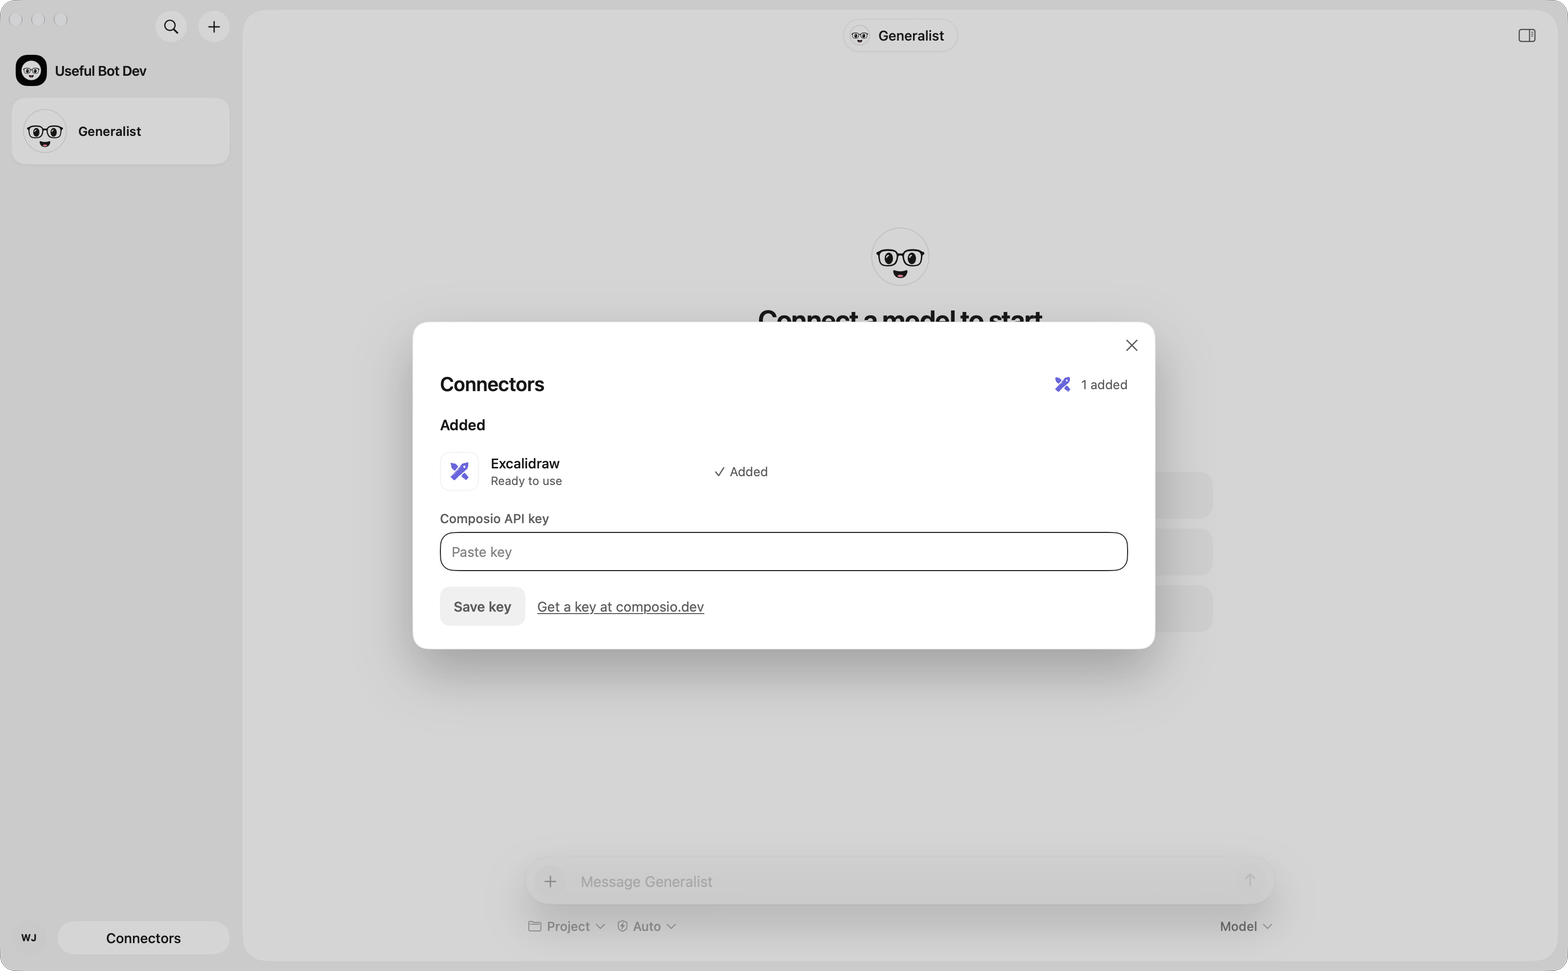 Useful Bot Dev
Generalist
Generalist
Connect a model to start
Connectors
1 added
Added
Excalidraw
Ready to use
Added
Composio API key
Paste key
Save key
Get a key at composio.dev
Message Generalist
Project
Auto
Model
WJ
Connectors